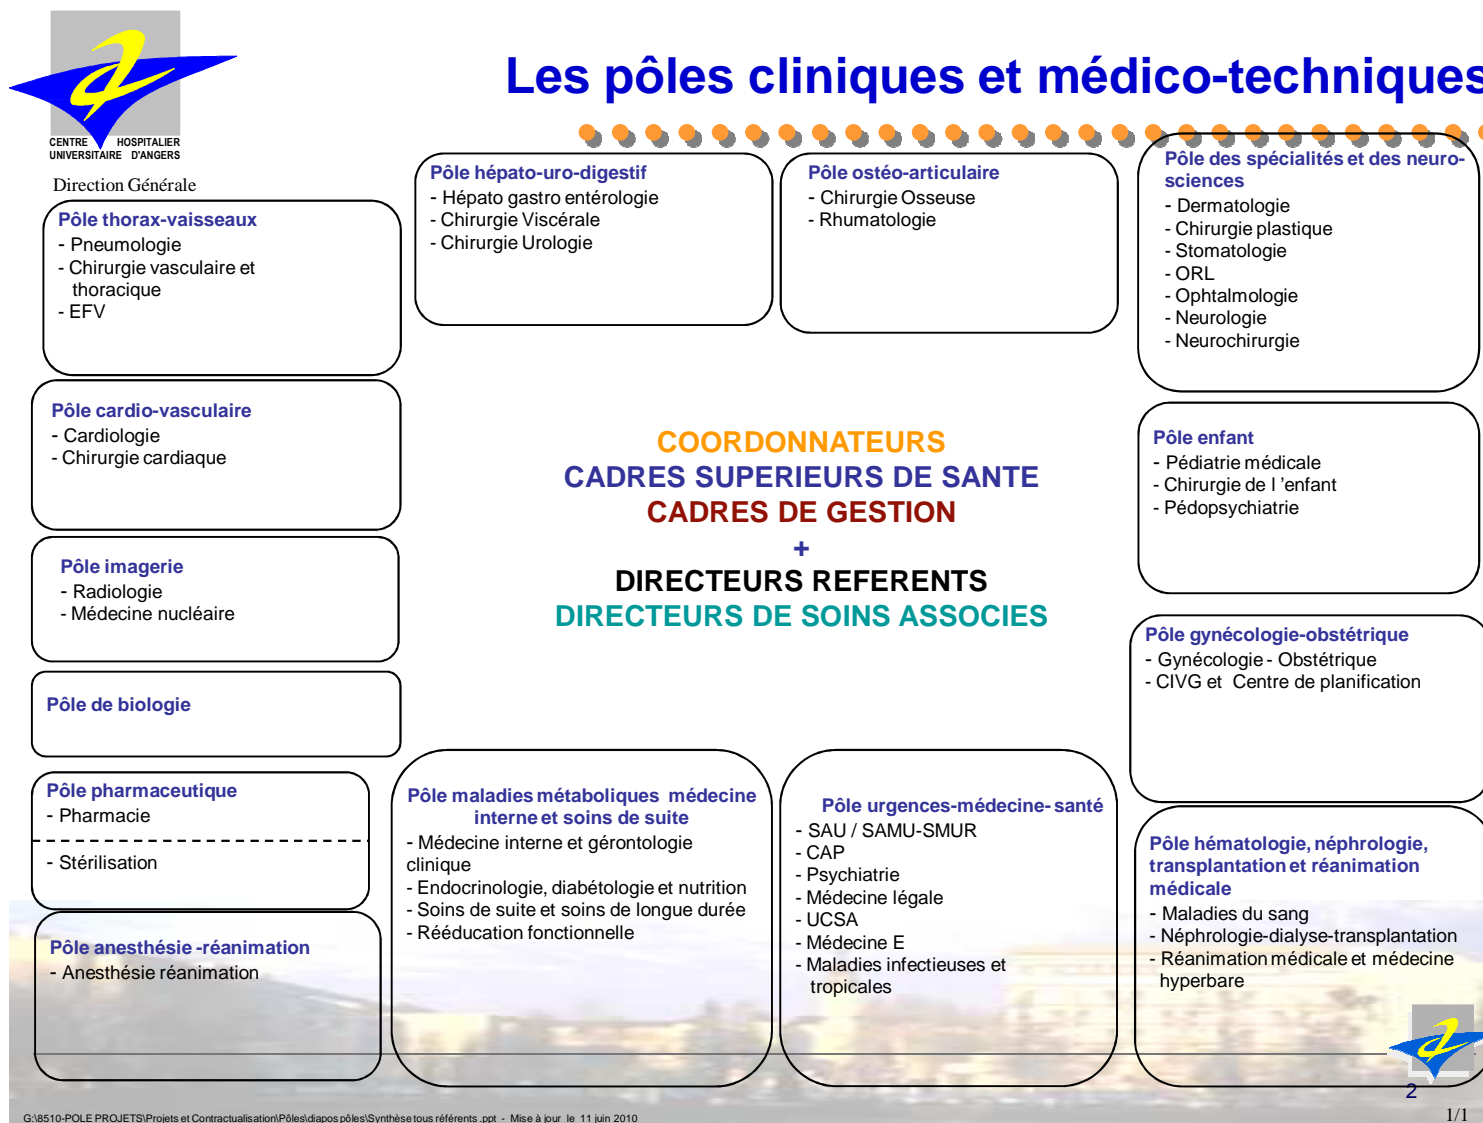 Les pôles cliniques et médico-techniques
CENTRE HOSPITALIER
UNIVERSITAIRE D'ANGERS
Direction Générale
Pôle thorax-vaisseaux
- Pneumologie
- Chirurgie vasculaire et
thoracique
- EFV
Pôle hépato-uro-digestif
- Hépato gastro entérologie
- Chirurgie Viscérale
- Chirurgie Urologie
Pôle ostéo-articulaire
- Chirurgie Osseuse
- Rhumatologie
Pôle des spécialités et des neuro-
sciences
- Dermatologie
- Chirurgie plastique
- Stomatologie
- ORL
- Ophtalmologie
- Neurologie
- Neurochirurgie
Pôle cardio-vasculaire
- Cardiologie
- Chirurgie cardiaque
COORDONNATEURS
CADRES SUPERIEURS DE SANTE
CADRES DE GESTION
+
DIRECTEURS REFERENTS
DIRECTEURS DE SOINS ASSOCIES
Pôle enfant
- Pédiatrie médicale
- Chirurgie de l 'enfant
- Pédopsychiatrie
Pôle imagerie
- Radiologie
- Médecine nucléaire
Pôle gynécologie-obstétrique
- Gynécologie - Obstétrique
- CIVG et Centre de planification
Pôle de biologie
Pôle pharmaceutique
- Pharmacie
- Stérilisation
Pôle maladies métaboliques médecine
interne et soins de suite
- Médecine interne et gérontologie
clinique
- Endocrinologie, diabétologie et nutrition
- Soins de suite et soins de longue durée
- Rééducation fonctionnelle
Pôle urgences-médecine- santé
- SAU / SAMU-SMUR
- CAP
- Psychiatrie
- Médecine légale
- UCSA
- Médecine E
- Maladies infectieuses et
tropicales
Pôle hématologie, néphrologie,
transplantation et réanimation
médicale
- Maladies du sang
- Néphrologie-dialyse-transplantation
- Réanimation médicale et médecine
hyperbare
Pôle anesthésie -réanimation
- Anesthésie réanimation
2
G:\8510-POLE PROJETS\Projets et Contractualisation\Pôles\diapos pôles\Synthèse tous référents .ppt - Mise à jour le 11 juin 2010
1/1